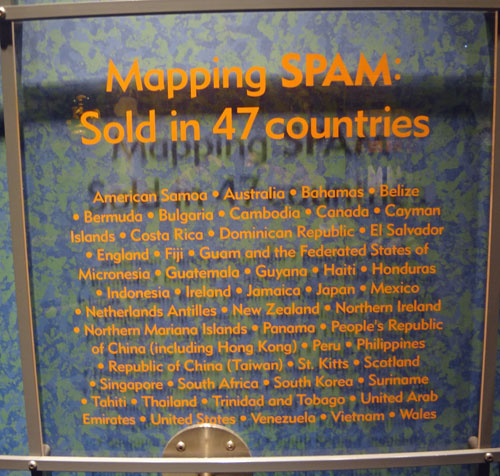 Mapping SPAM:
Sold in 47 countries
American Samoa • Australia • Bahamas • Belize
• Bermuda • Bulgaria • Cambodia • Canada • Cayman
Islands • Costa Rica • Dominican Republic • El Salvador
• England • Fiji • Guam and the Federated States of
Micronesia • Guatemala • Guyana • Haiti • Honduras
• Indonesia • Ireland • Jamaica • Japan • Mexico
• Netherlands Antilles • New Zealand • Northern Ireland
• Northern Mariana Islands • Panama • People's Republic
of China (including Hong Kong) • Peru • Philippines
• Republic of China (Taiwan) • St. Kitts • Scotland
• Singapore • South Africa • South Korea • Suriname
• Tahiti • Thailand • Trinidad and Tobago • United Arab
Emirates • United States • Venezuela • Vietnam • Wales